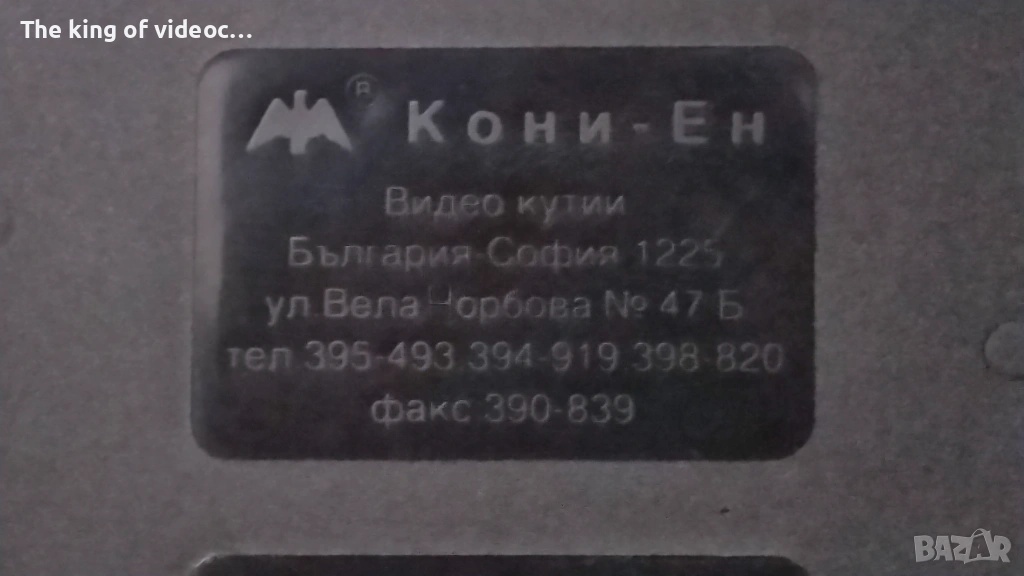 The king of videoc...
® Кони-Ен
Видео кутии
България-София 1225
ул.Вела орбова № 47 Б
тел.395-493,394-919,398-820
факс 390-839
BAZAR